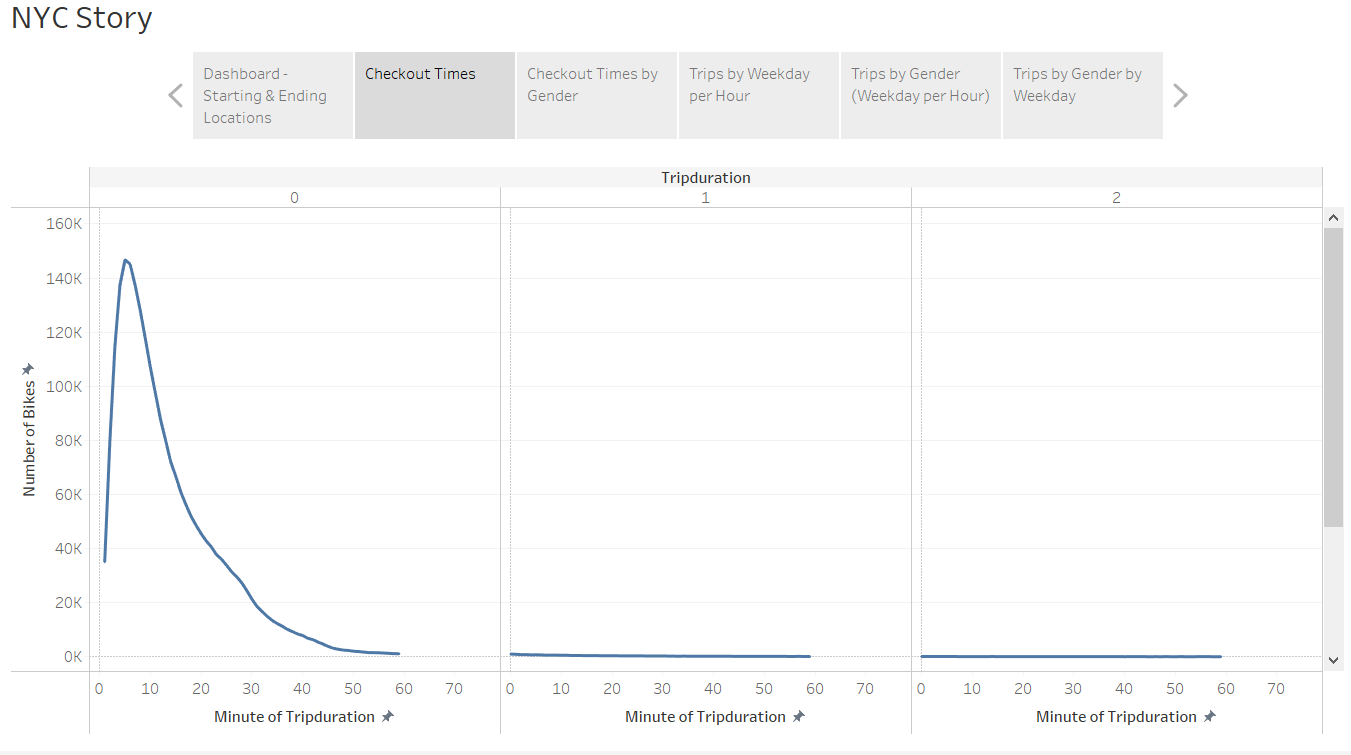 NYC Story
Dashboard -
Starting & Ending
Locations
Checkout Times
Checkout Times by
Gender
Trips by Weekday
per Hour
Trips by Gender
(Weekday per Hour)
Trips by Gender by
Weekday
Tripduration
0 1 2
160K
140K
120K
100K
80K
60K
40K
20K
0K
Number of Bikes
0 10 20 30 40 50 60 70 0 10 20 30 40 50 60 70 0 10 20 30 40 50 60 70
Minute of Tripduration Minute of Tripduration Minute of Tripduration